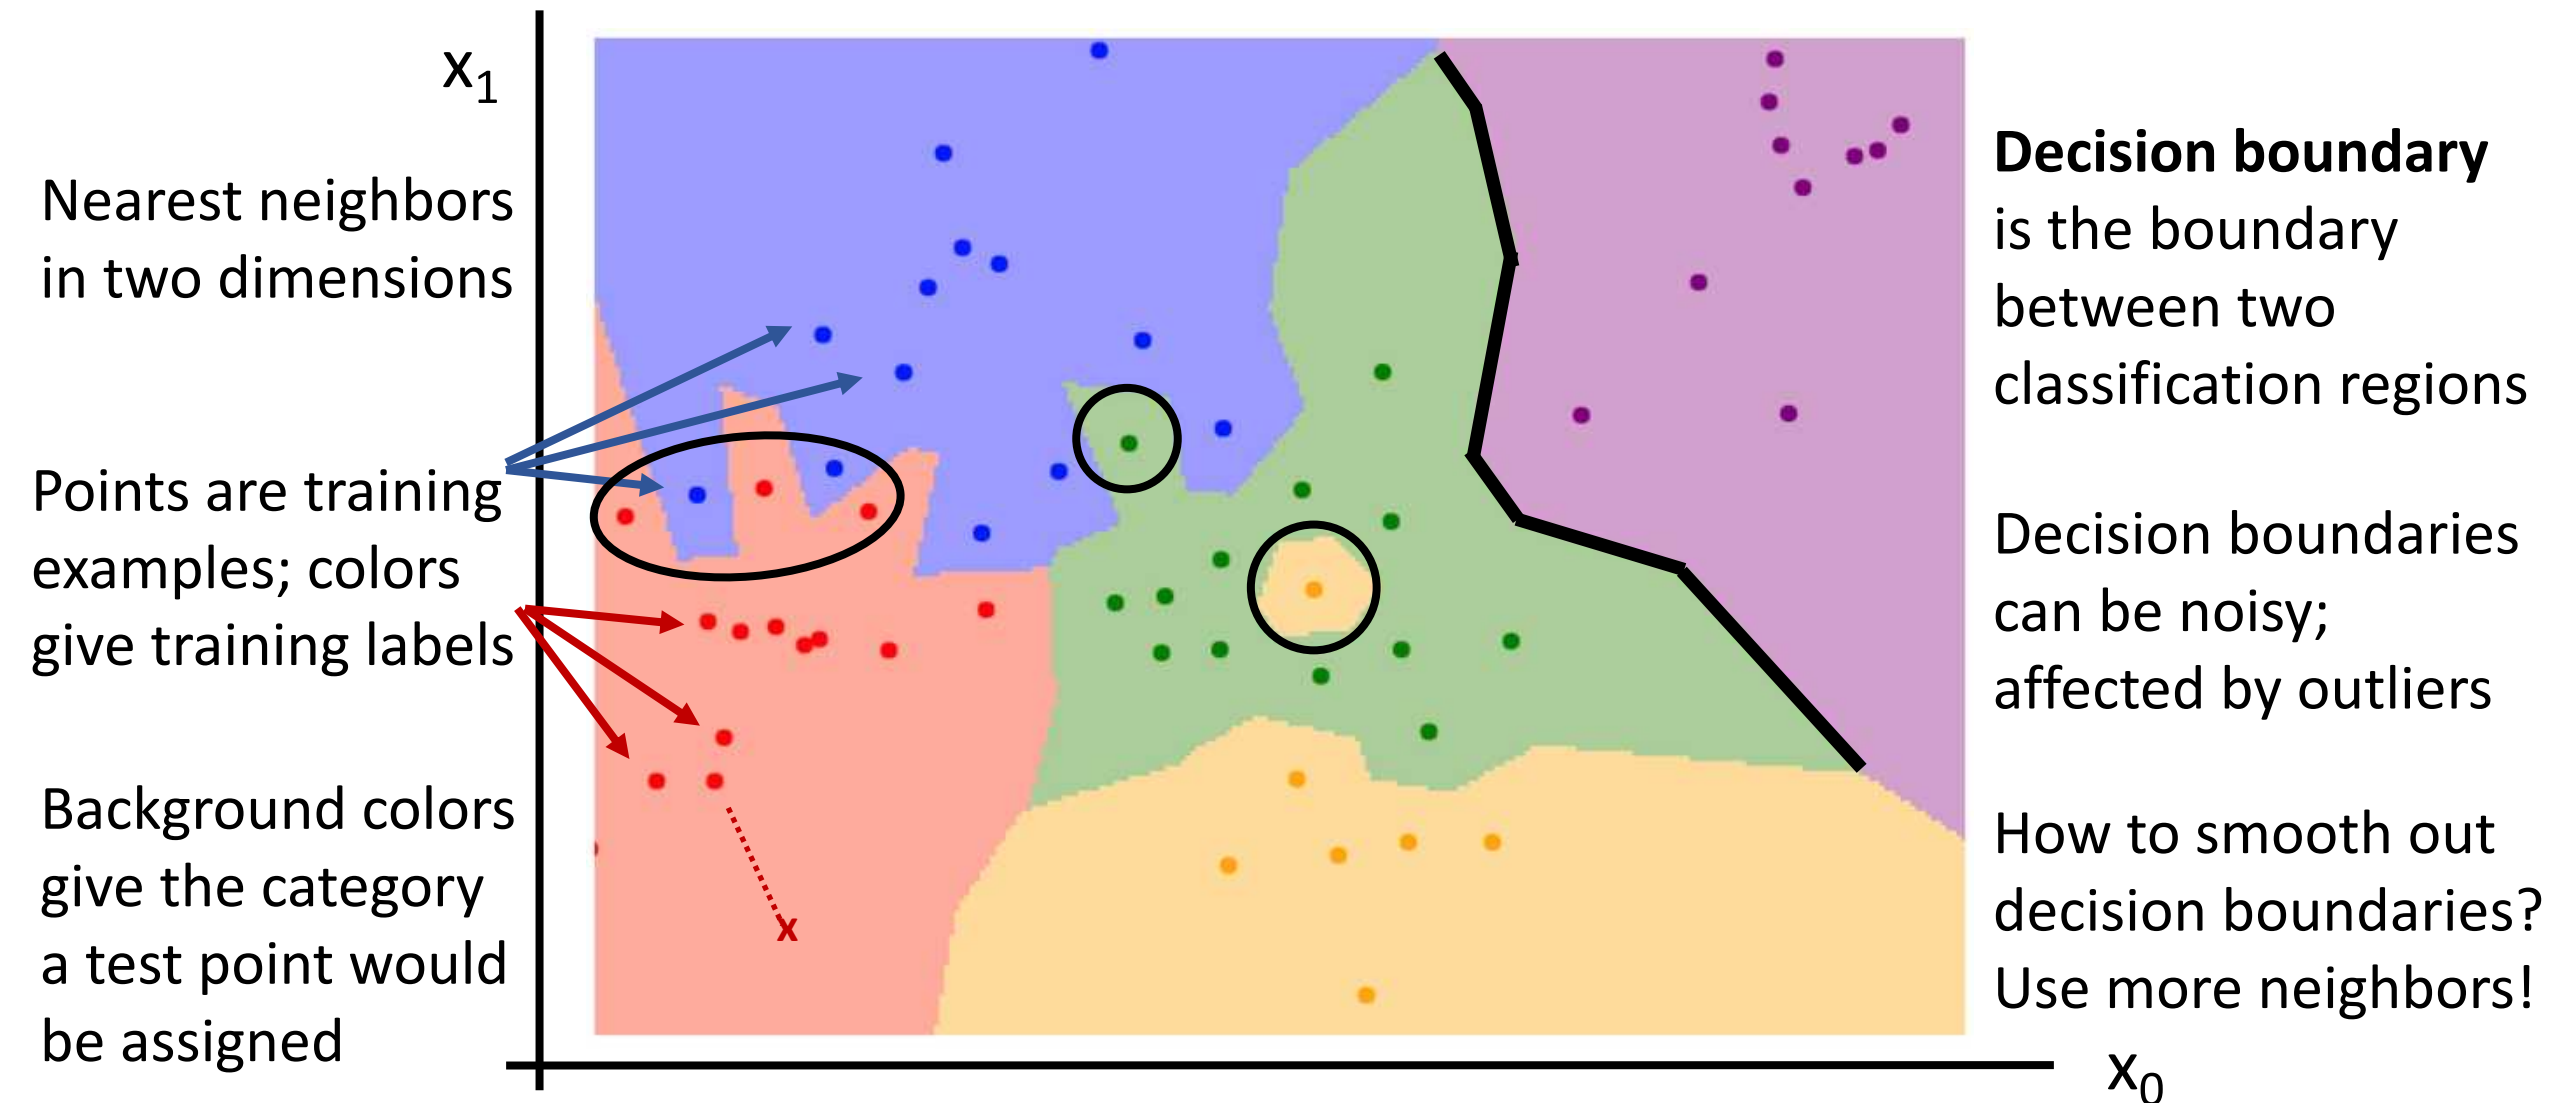 x₁
Nearest neighbors
in two dimensions
Points are training
examples; colors
give training labels
Background colors
give the category
a test point would
be assigned
x
Decision boundary
is the boundary
between two
classification regions
Decision boundaries
can be noisy;
affected by outliers
How to smooth out
decision boundaries?
Use more neighbors!
x₀